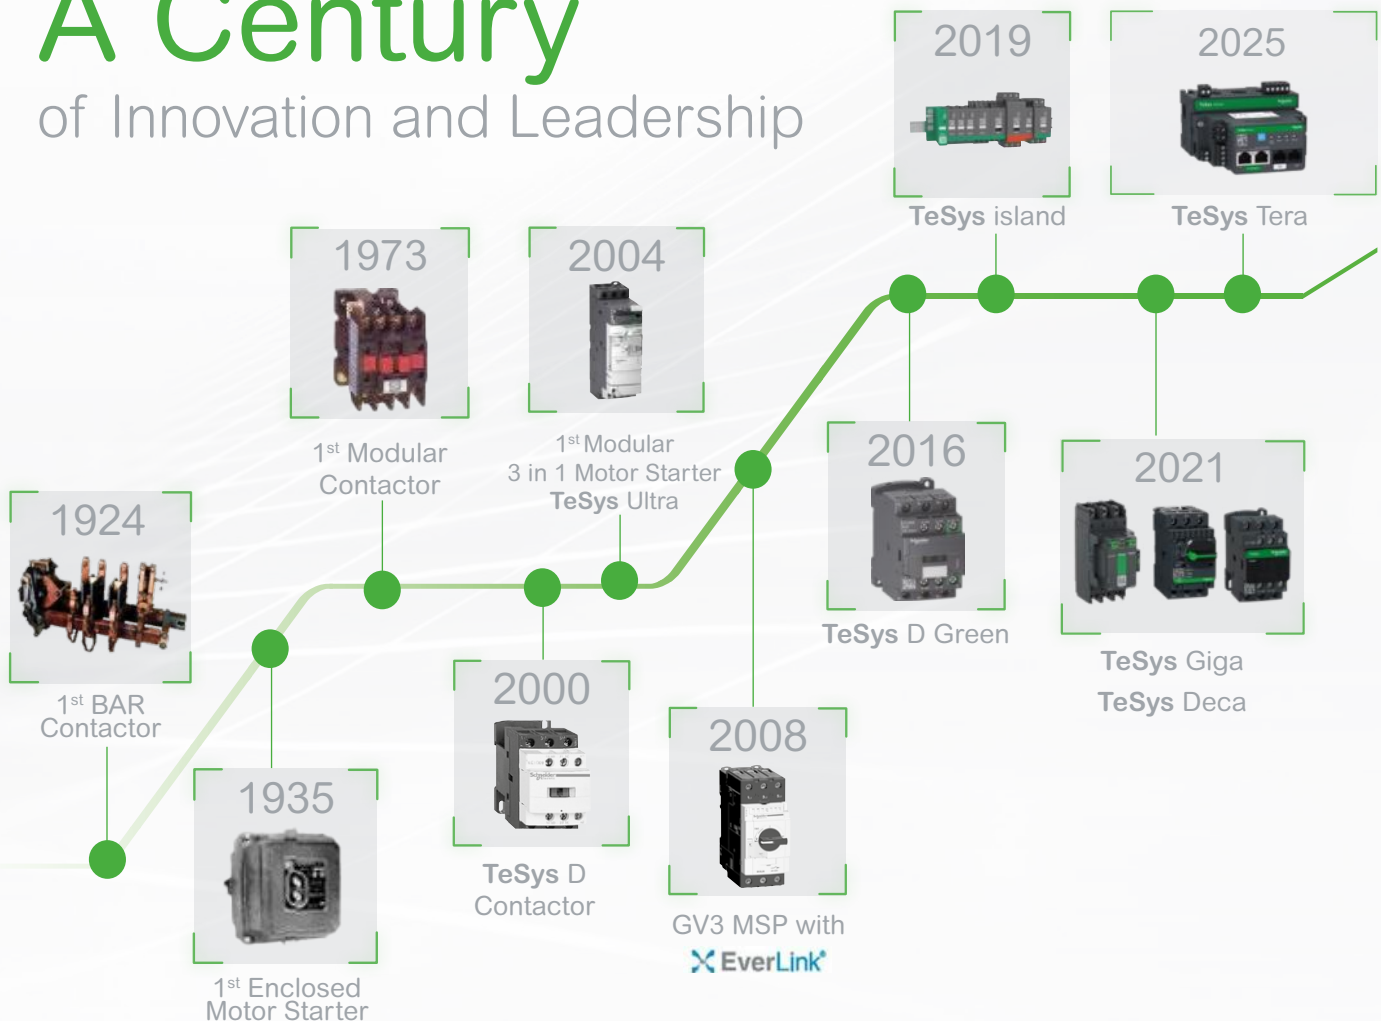 A Century
of Innovation and Leadership
1924
1st BAR
Contactor
1935
1st Enclosed
Motor Starter
1973
1st Modular
Contactor
2000
Schneider
TeSys D
Contactor
2004
1st Modular
3 in 1 Motor Starter
TeSys Ultra
2008
GV3 MSP with
EverLink®
2016
TeSys D Green
2019
TeSys island
2021
TeSys Giga
TeSys Deca
2025
TeSys Tera